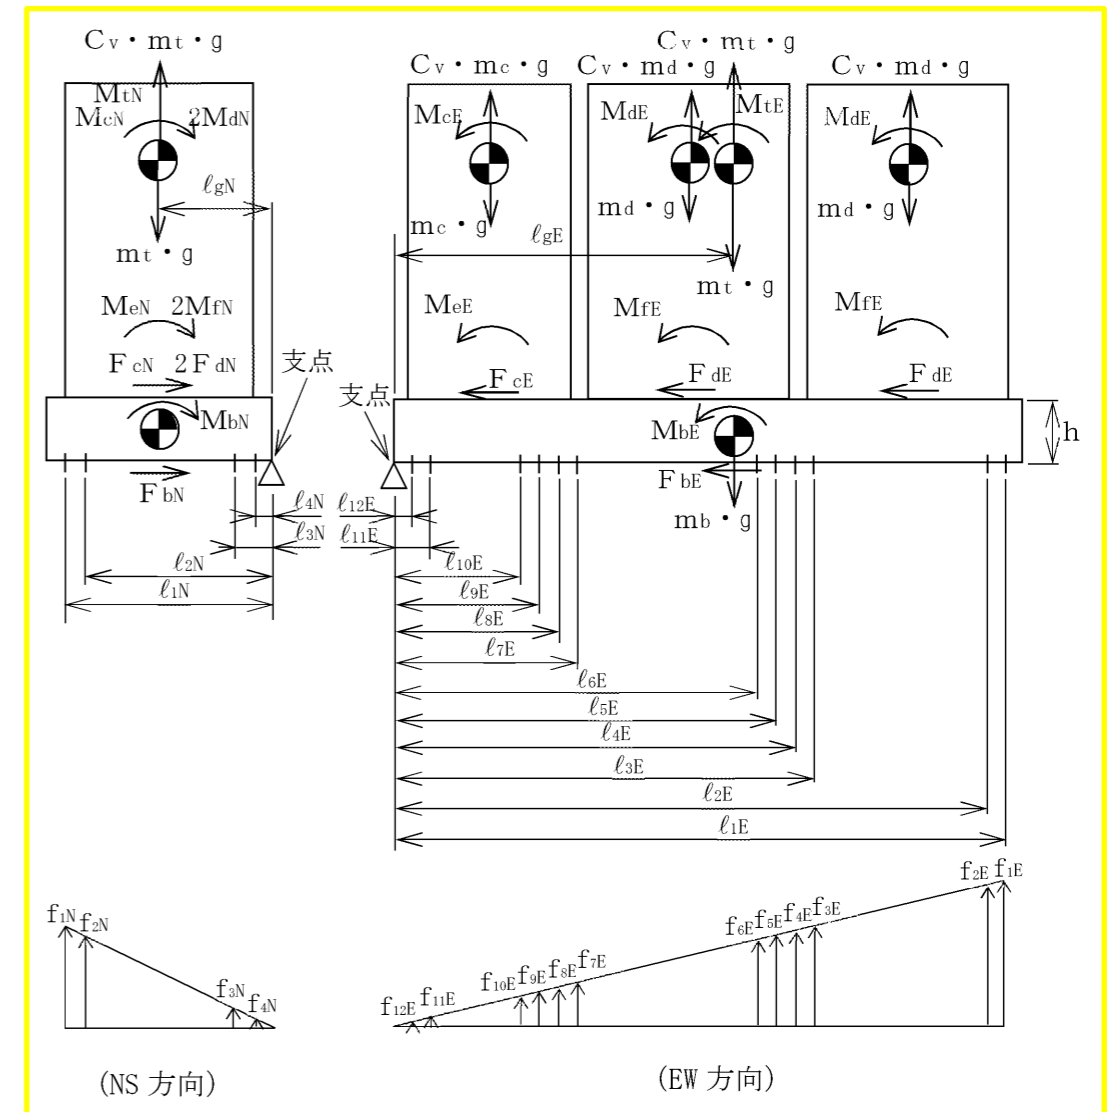 Cv・mt・g
MtN
McN 2MdN
ℓgN
mt・g
MeN 2MfN
FcN 2FdN
支点
MbN
FbN
ℓ4N
ℓ3N
ℓ2N
ℓ1N
Cv・mt・g
Cv・mc・g Cv・md・g Cv・md・g
McE MdE MtE MdE
mc・g md・g md・g
ℓgE
mt・g
MeE MfE MfE
FcE FdE FdE
支点
MbE
h
FbE
mb・g
ℓ12E
ℓ11E
ℓ10E
ℓ9E
ℓ8E
ℓ7E
ℓ6E
ℓ5E
ℓ4E
ℓ3E
ℓ2E
ℓ1E
f1N f2N f3N f4N
(NS 方向)
f12E f11E f10E f9E f8E f7E f6E f5E f4E f3E f2E f1E
(EW 方向)